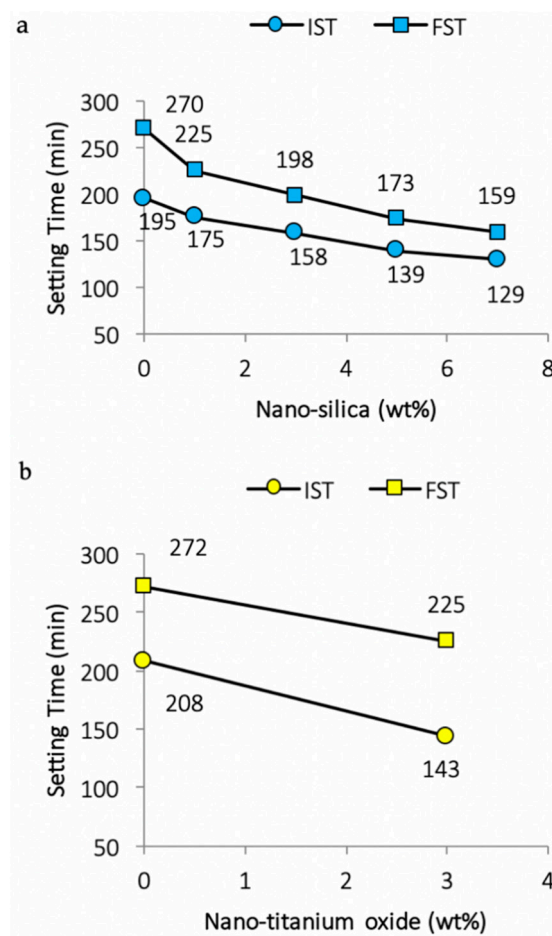 a
IST FST
300
270
250
225
200
198
173
159
195
175
150
158
139
129
100
50
0 2 4 6 8
Setting Time (min)
Nano-silica (wt%)
b
IST FST
300
272
250
225
200
208
150
143
100
50
0 1 2 3 4
Setting Time (min)
Nano-titanium oxide (wt%)